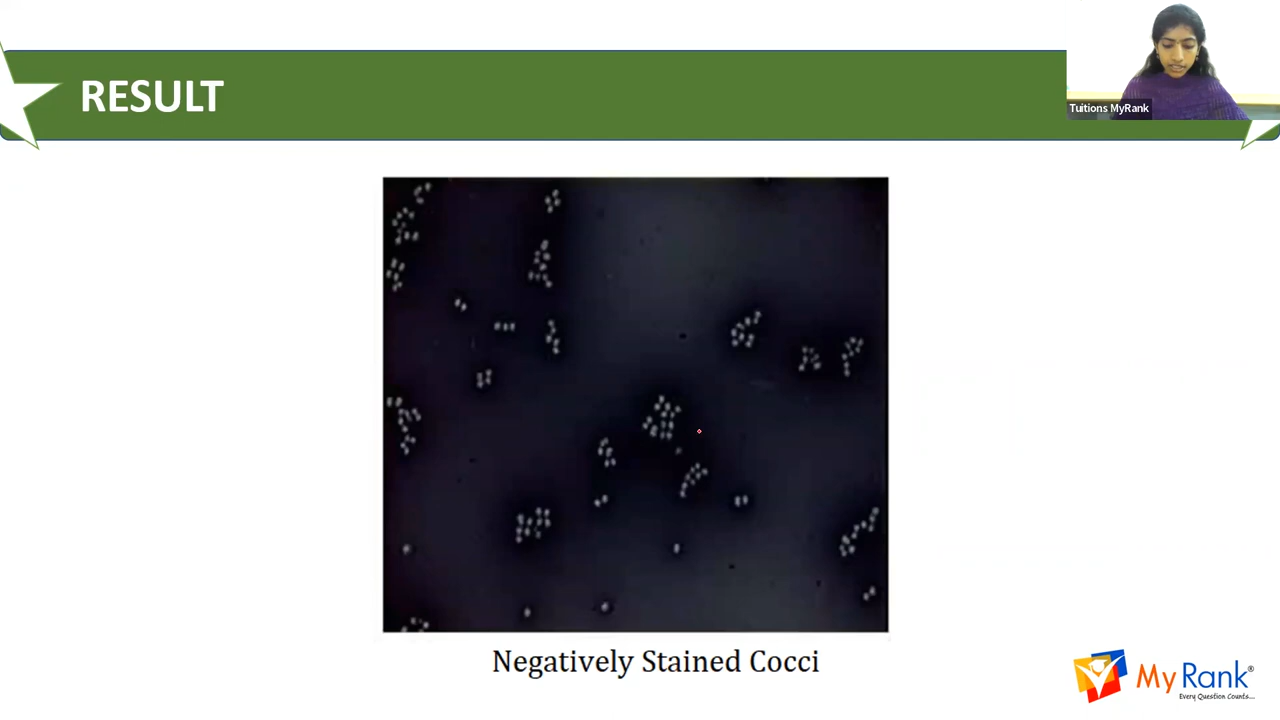 RESULT
Tuitions MyRank
Negatively Stained Cocci
My Rank®
Every Question Counts...